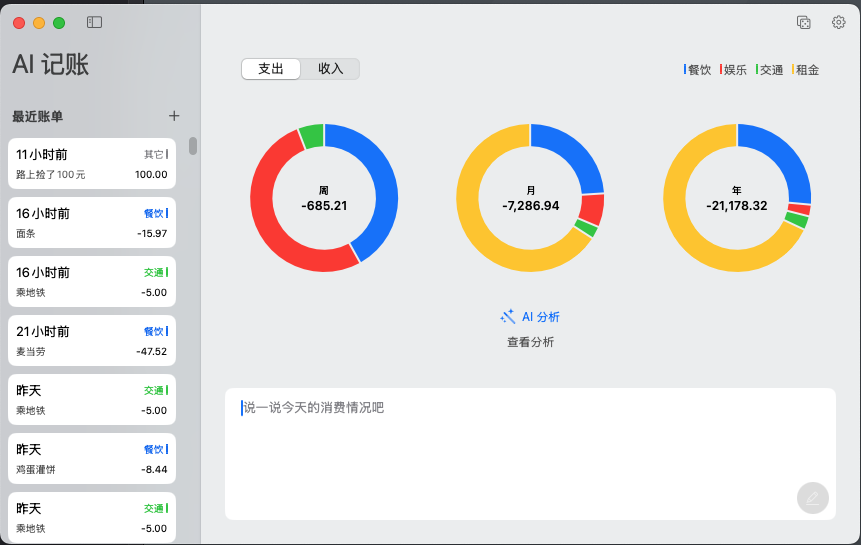 AI 记账
最近账单
11小时前 其它
路上捡了100元 100.00
16小时前 餐饮
面条 -15.97
16小时前 交通
乘地铁 -5.00
21小时前 餐饮
麦当劳 -47.52
昨天 交通
乘地铁 -5.00
昨天 餐饮
鸡蛋灌饼 -8.44
昨天 交通
乘地铁 -5.00
支出 收入
餐饮 娱乐 交通 租金
周
-685.21
月
-7,286.94
年
-21,178.32
AI 分析
查看分析
说一说今天的消费情况吧